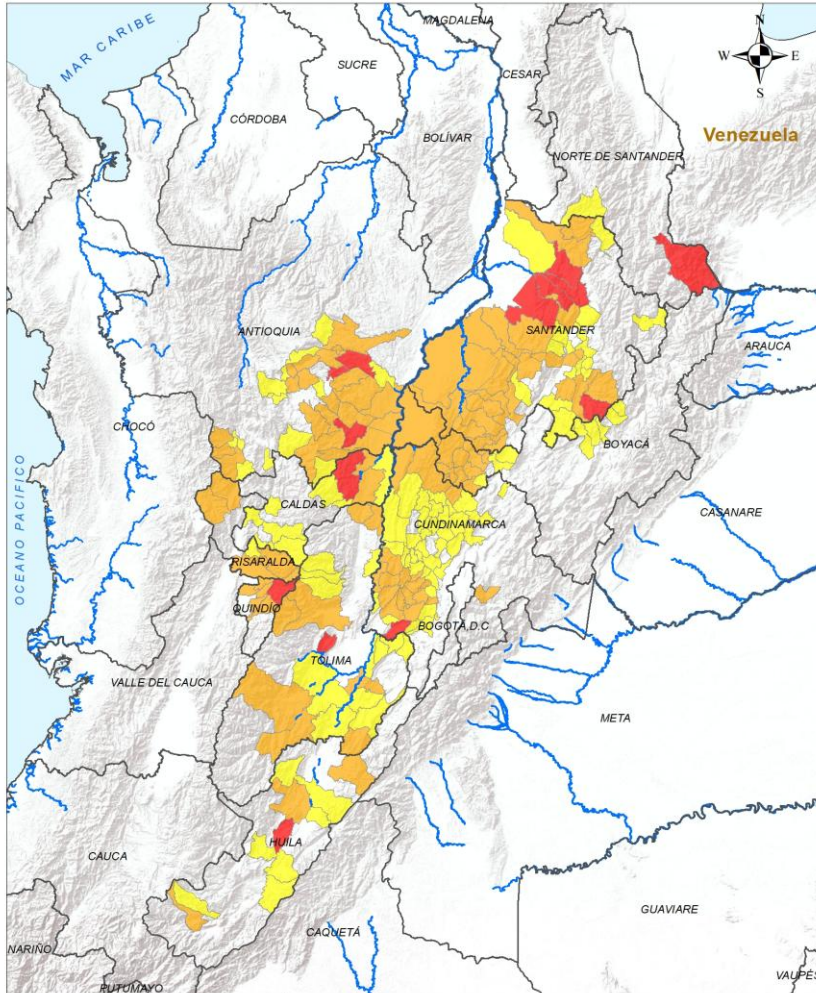 MAGDALENA
N
MAR CARIBE
W
E
SUCRE
CESAR
S
CÓRDOBA
BOLÍVAR
Venezuela
NORTE DE SANTANDER
ANTIOQUIA
SANTANDER
ARAUCA
CHOCÓ
BOYACÁ
OCEANO PACIFICO
CALDAS
CUNDINAMARCA
CASANARE
RISARALDA
QUINDÍO
BOGOTÁ, D.C
TOLIMA
VALLE DEL CAUCA
META
HUILA
CAUCA
GUAVIARE
CAQUETÁ
NARIÑO
PUTUMAYO
VAUPÉS